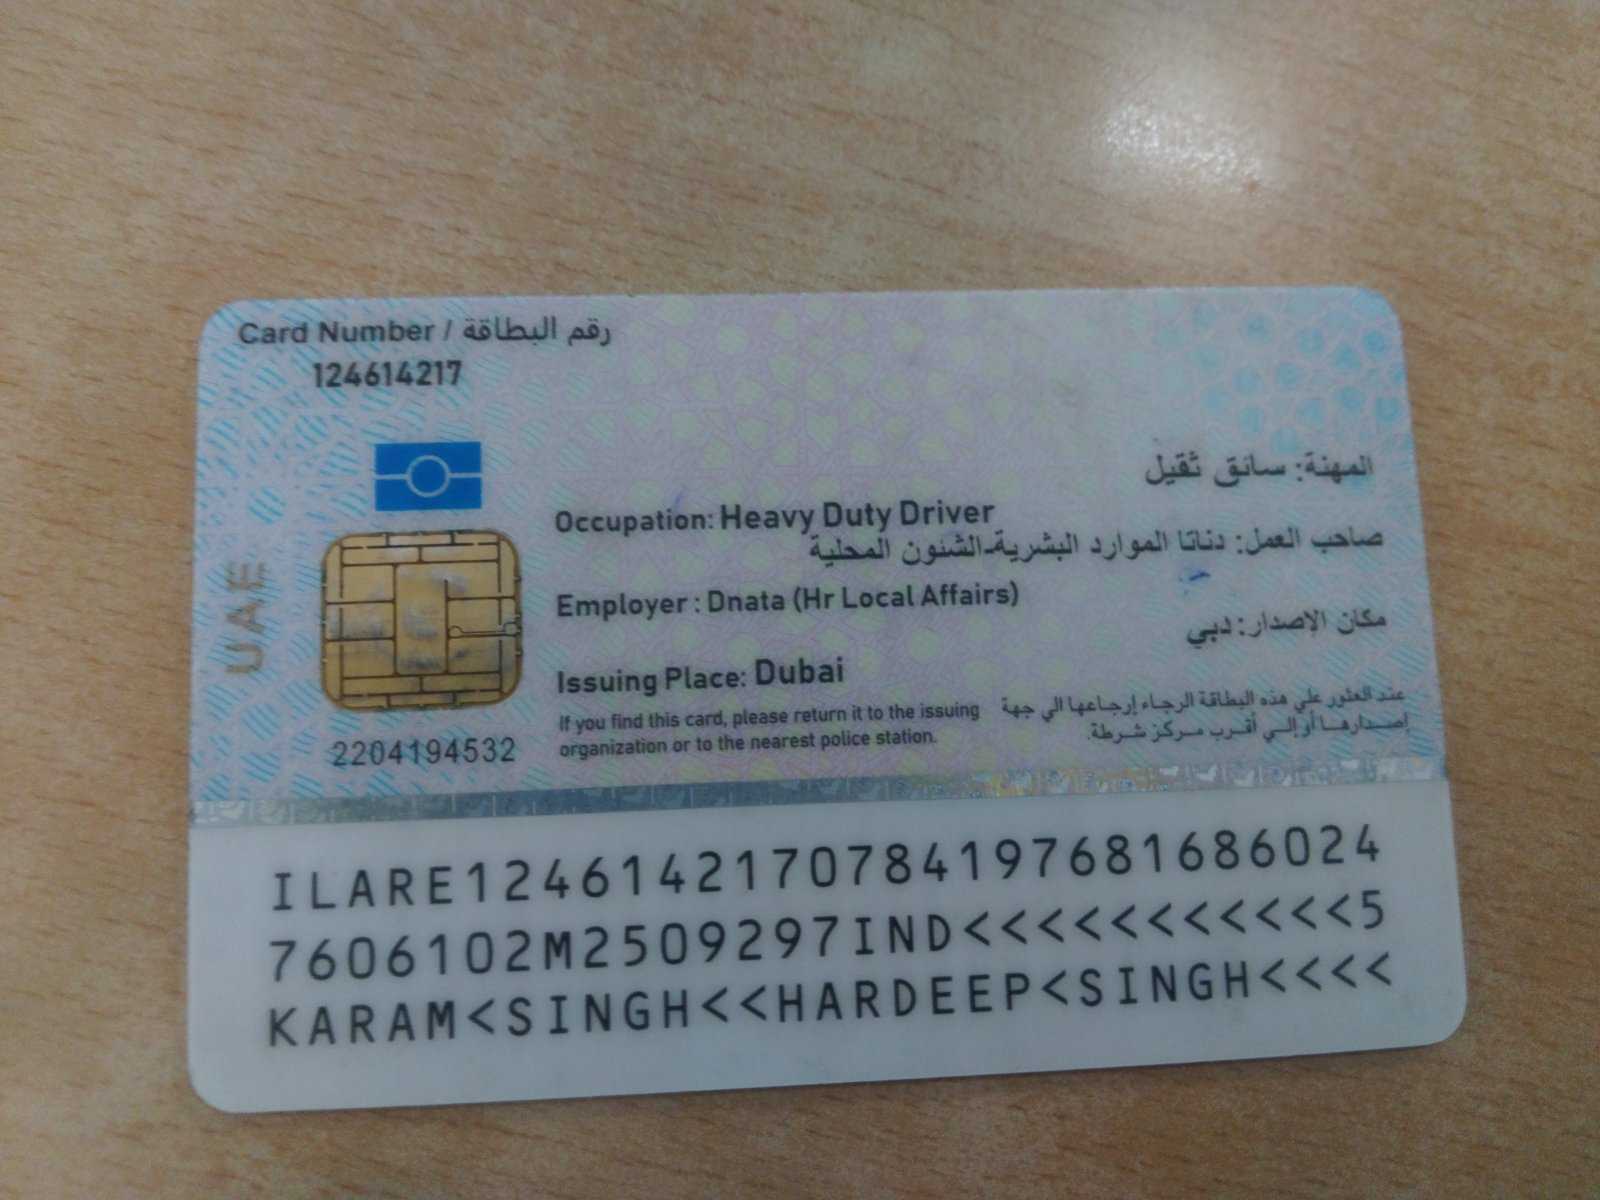 Card Number / رقم البطاقة
124614217
المهنة: سائق ثقيل
Occupation: Heavy Duty Driver
صاحب العمل: دناتا الموارد البشرية-الشئون المحلية
Employer : Dnata (Hr Local Affairs)
مكان الاصدار: دبي
Issuing Place: Dubai
عند العثور علي هذه البطاقة الرجاء إرجاعها الي جهة
إصدارها أو إلي أقرب مركز شرطة.
If you find this card, please return it to the issuing
organization or to the nearest police station.
UAE
2204194532
ILARE1246142170784197681686024
7606102M2509297IND<<<<<<<<<<<5
KARAM<SINGH<<HARDEEP<SINGH<<<<